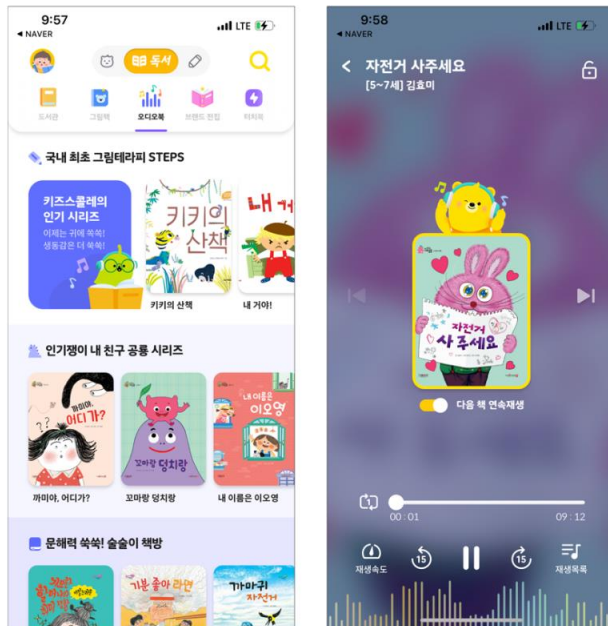 9:57
LTE
◀ NAVER
독서
도서관
그림책
오디오북
브랜드 전집
터치북
국내 최초 그림테라피 STEPS
키즈스콜레의
인기 시리즈
이제는 귀에 쏙쏙!
생동감은 더 쑥쑥!
키키의
산책
내 거
키키의 산책
내 거야!
인기쟁이 내 친구 공룡 시리즈
까미야,
어디 가?
꼬마랑 덩치랑
내 이름은
이오영
까미야, 어디가?
꼬마랑 덩치랑
내 이름은 이오영
문해력 쑥쑥! 술술이 책방
기분 좋아 라면
까마귀
자전거
9:58
LTE
◀ NAVER
자전거 사주세요
[5~7세] 김효미
자전거
사 주세요
다음 책 연속재생
1
00:01
09:12
재생속도
15
15
재생목록